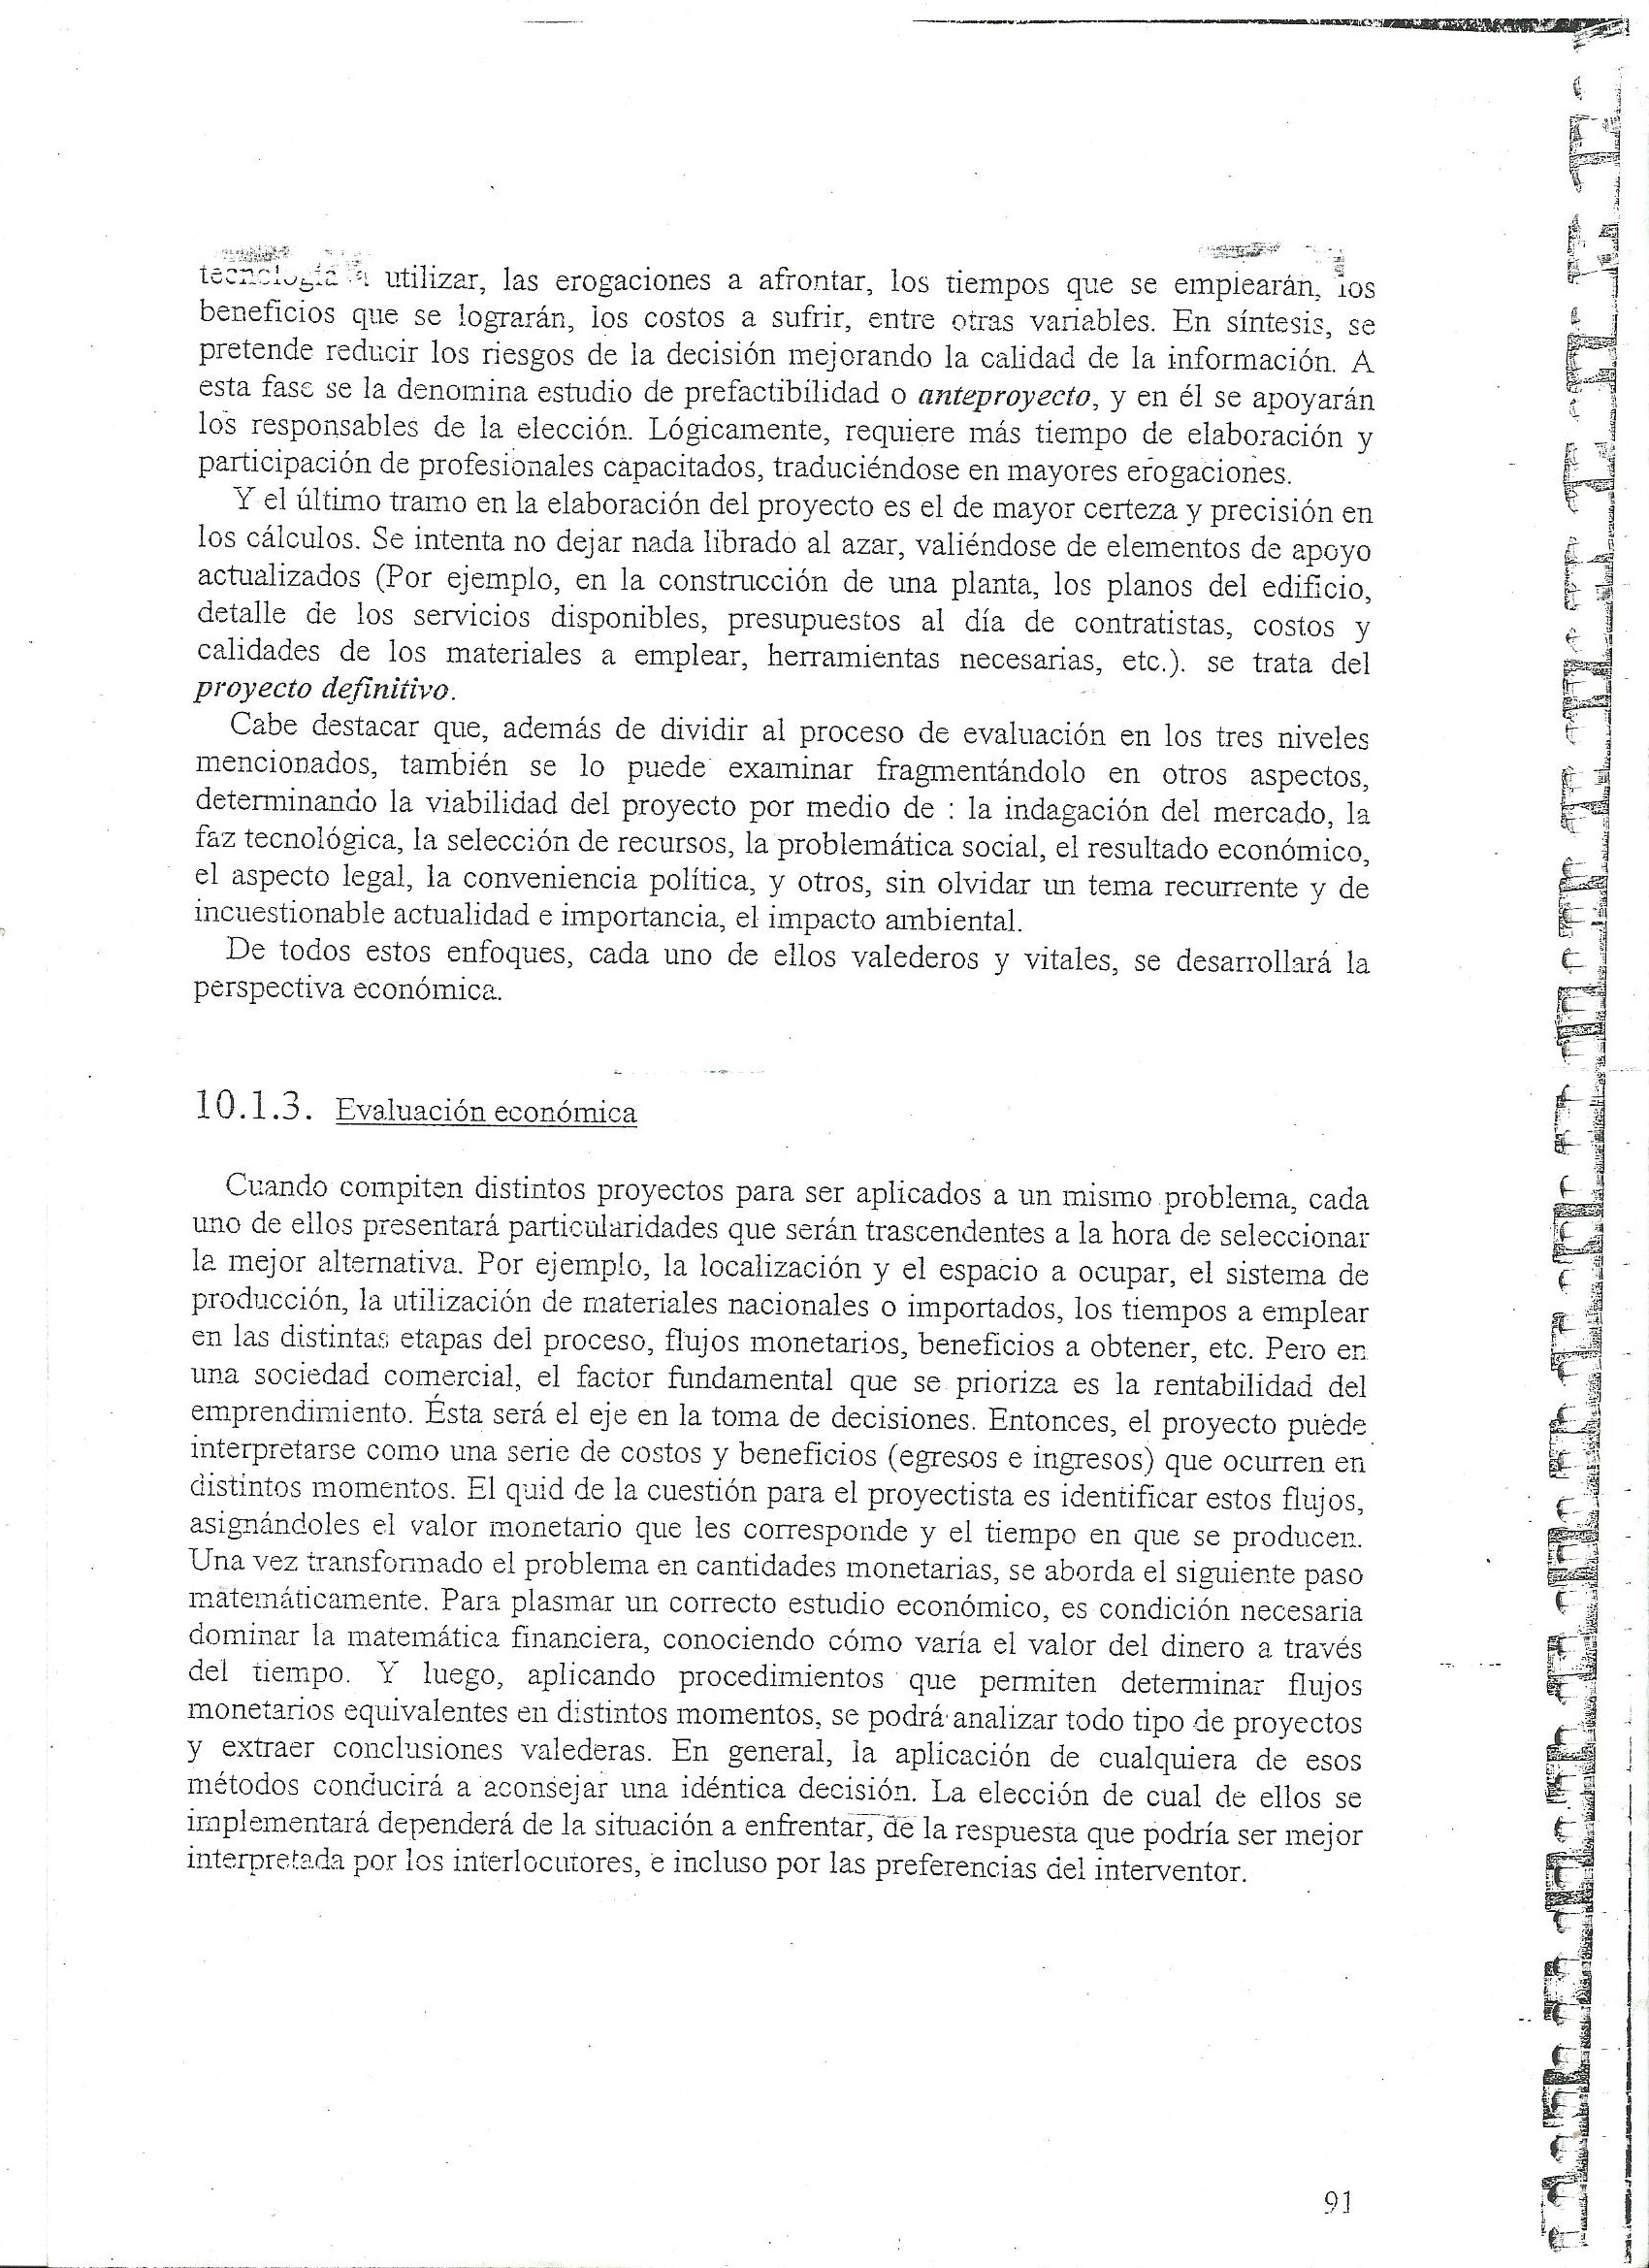 tecnología a utilizar, las erogaciones a afrontar, los tiempos que se emplearán, los
beneficios que se lograrán, los costos a sufrir, entre otras variables. En síntesis, se
pretende reducir los riesgos de la decisión mejorando la calidad de la información. A
esta fase se la denomina estudio de prefactibilidad o anteproyecto, y en él se apoyarán
los responsables de la elección. Lógicamente, requiere más tiempo de elaboración y
participación de profesionales capacitados, traduciéndose en mayores erogaciones.
Y el último tramo en la elaboración del proyecto es el de mayor certeza y precisión en
los cálculos. Se intenta no dejar nada librado al azar, valiéndose de elementos de apoyo
actualizados (Por ejemplo, en la construcción de una planta, los planos del edificio,
detalle de los servicios disponibles, presupuestos al día de contratistas, costos y
calidades de los materiales a emplear, herramientas necesarias, etc.). se trata del
proyecto definitivo.
Cabe destacar que, además de dividir al proceso de evaluación en los tres niveles
mencionados, también se lo puede examinar fragmentándolo en otros aspectos,
determinando la viabilidad del proyecto por medio de : la indagación del mercado, la
faz tecnológica, la selección de recursos, la problemática social, el resultado económico,
el aspecto legal, la conveniencia política, y otros, sin olvidar un tema recurrente y de
incuestionable actualidad e importancia, el impacto ambiental.
De todos estos enfoques, cada uno de ellos valederos y vitales, se desarrollará la
perspectiva económica.
10.1.3. Evaluación económica
Cuando compiten distintos proyectos para ser aplicados a un mismo problema, cada
uno de ellos presentará particularidades que serán trascendentes a la hora de seleccionar
la mejor alternativa. Por ejemplo, la localización y el espacio a ocupar, el sistema de
producción, la utilización de materiales nacionales o importados, los tiempos a emplear
en las distintas etapas del proceso, flujos monetarios, beneficios a obtener, etc. Pero en
una sociedad comercial, el factor fundamental que se prioriza es la rentabilidad del
emprendimiento. Ésta será el eje en la toma de decisiones. Entonces, el proyecto puede
interpretarse como una serie de costos y beneficios (egresos e ingresos) que ocurren en
distintos momentos. El quid de la cuestión para el proyectista es identificar estos flujos,
asignándoles el valor monetario que les corresponde y el tiempo en que se producen.
Una vez transformado el problema en cantidades monetarias, se aborda el siguiente paso
matemáticamente. Para plasmar un correcto estudio económico, es condición necesaria
dominar la matemática financiera, conociendo cómo varía el valor del dinero a través
del tiempo. Y luego, aplicando procedimientos que permiten determinar flujos
monetarios equivalentes en distintos momentos, se podrá analizar todo tipo de proyectos
y extraer conclusiones valederas. En general, la aplicación de cualquiera de esos
métodos conducirá a aconsejar una idéntica decisión. La elección de cual de ellos se
implementará dependerá de la situación a enfrentar, de la respuesta que podría ser mejor
interpretada por los interlocutores, e incluso por las preferencias del interventor.
91